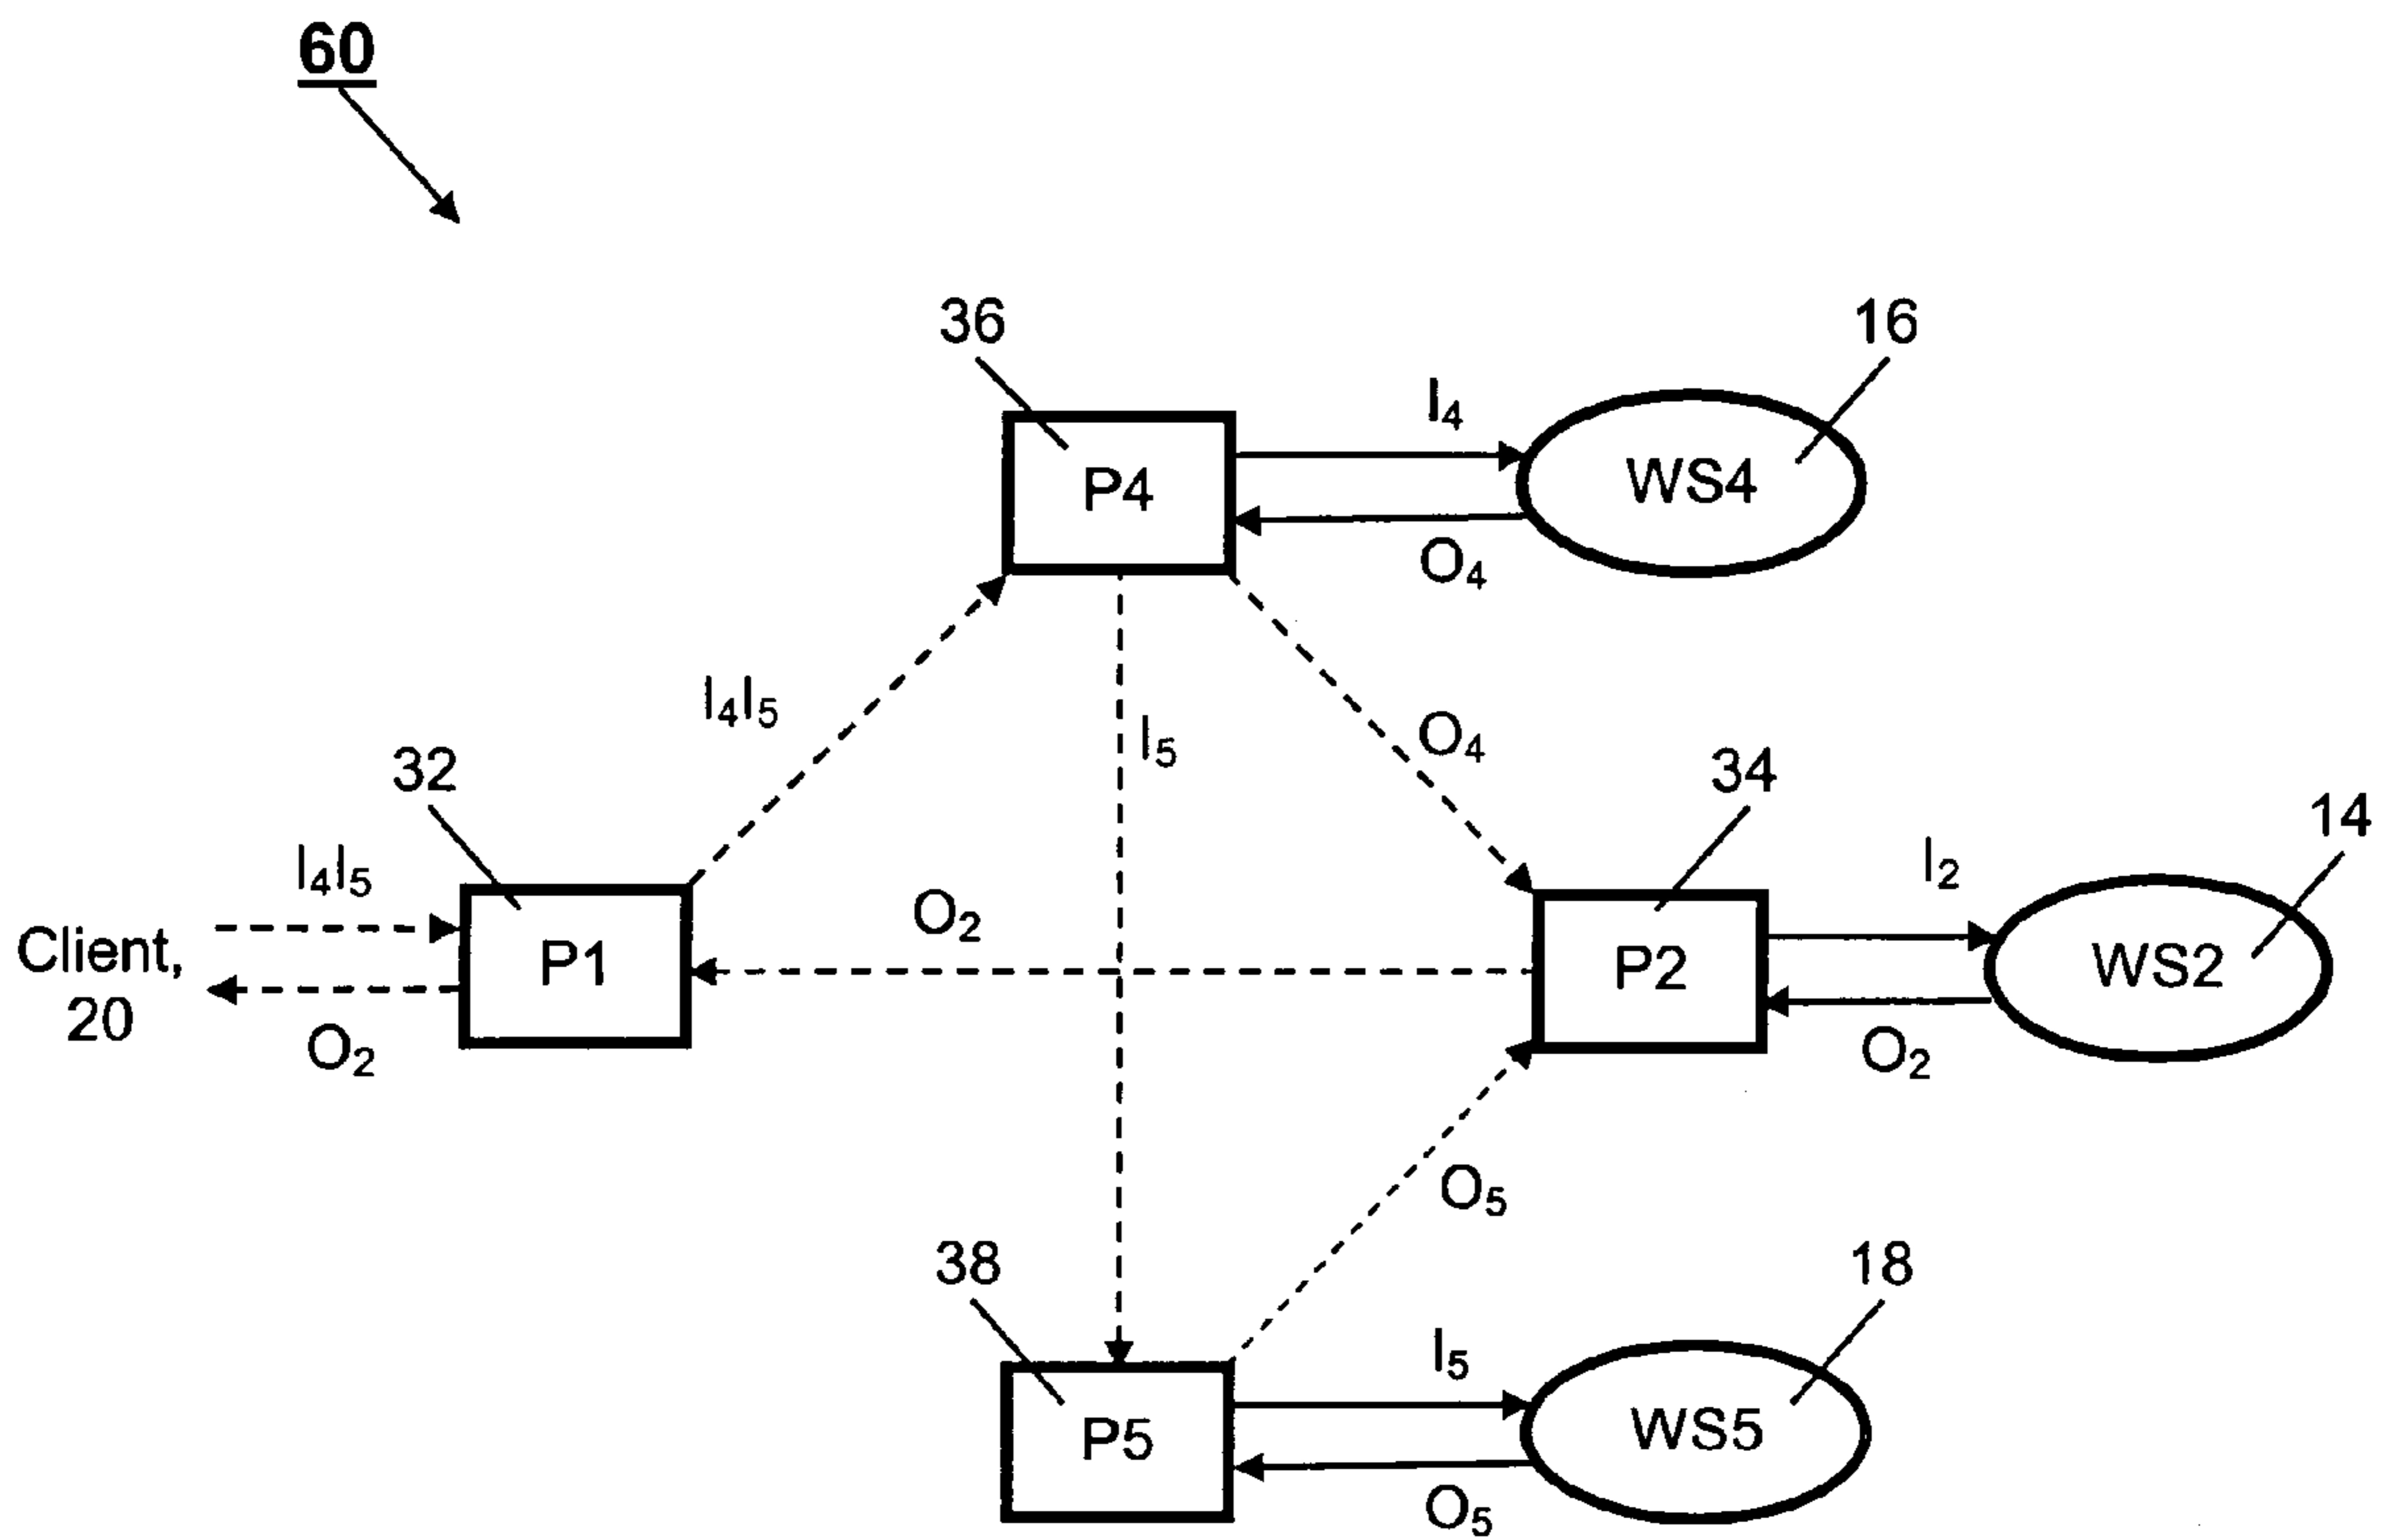 60
36
16
I₄
P4
WS4
O₄
I₄I₅
I₅
O₄
32
34
14
I₄I₅
O₂
I₂
Client,
20
P1
P2
WS2
O₂
O₂
O₅
38
18
I₅
P5
WS5
O₅